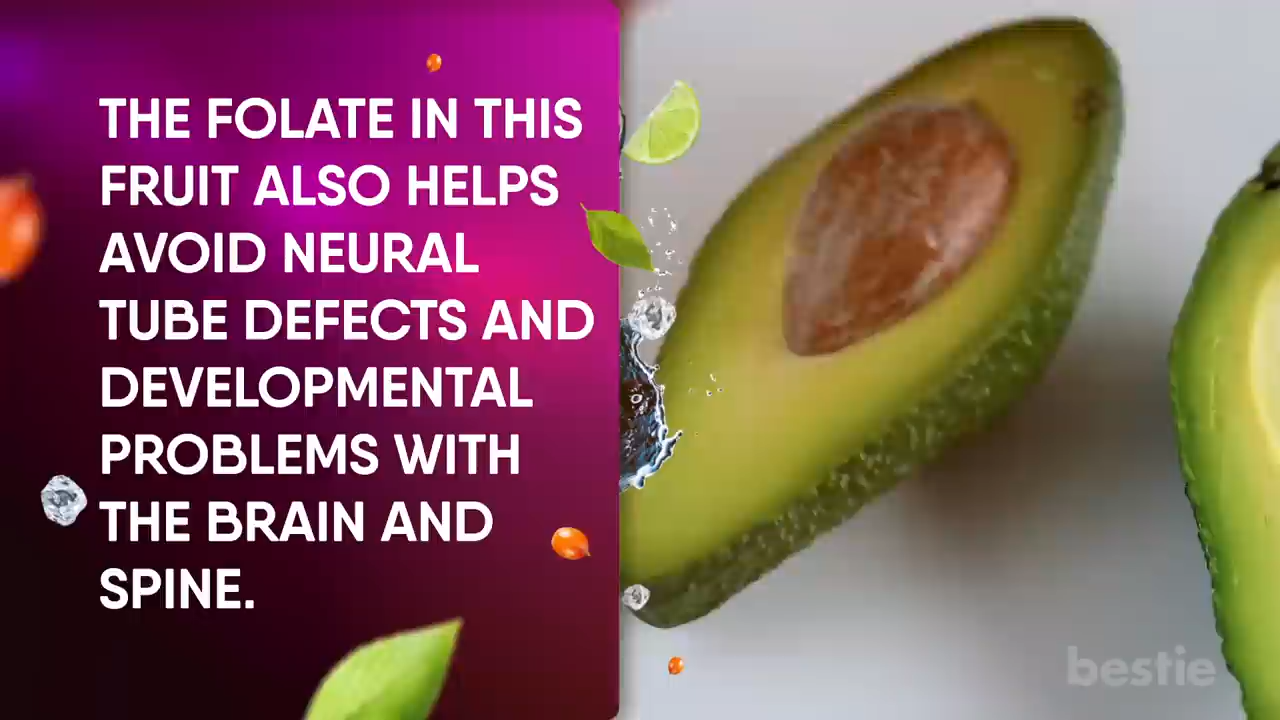 THE FOLATE IN THIS
FRUIT ALSO HELPS
AVOID NEURAL
TUBE DEFECTS AND
DEVELOPMENTAL
PROBLEMS WITH
THE BRAIN AND
SPINE.
bestie